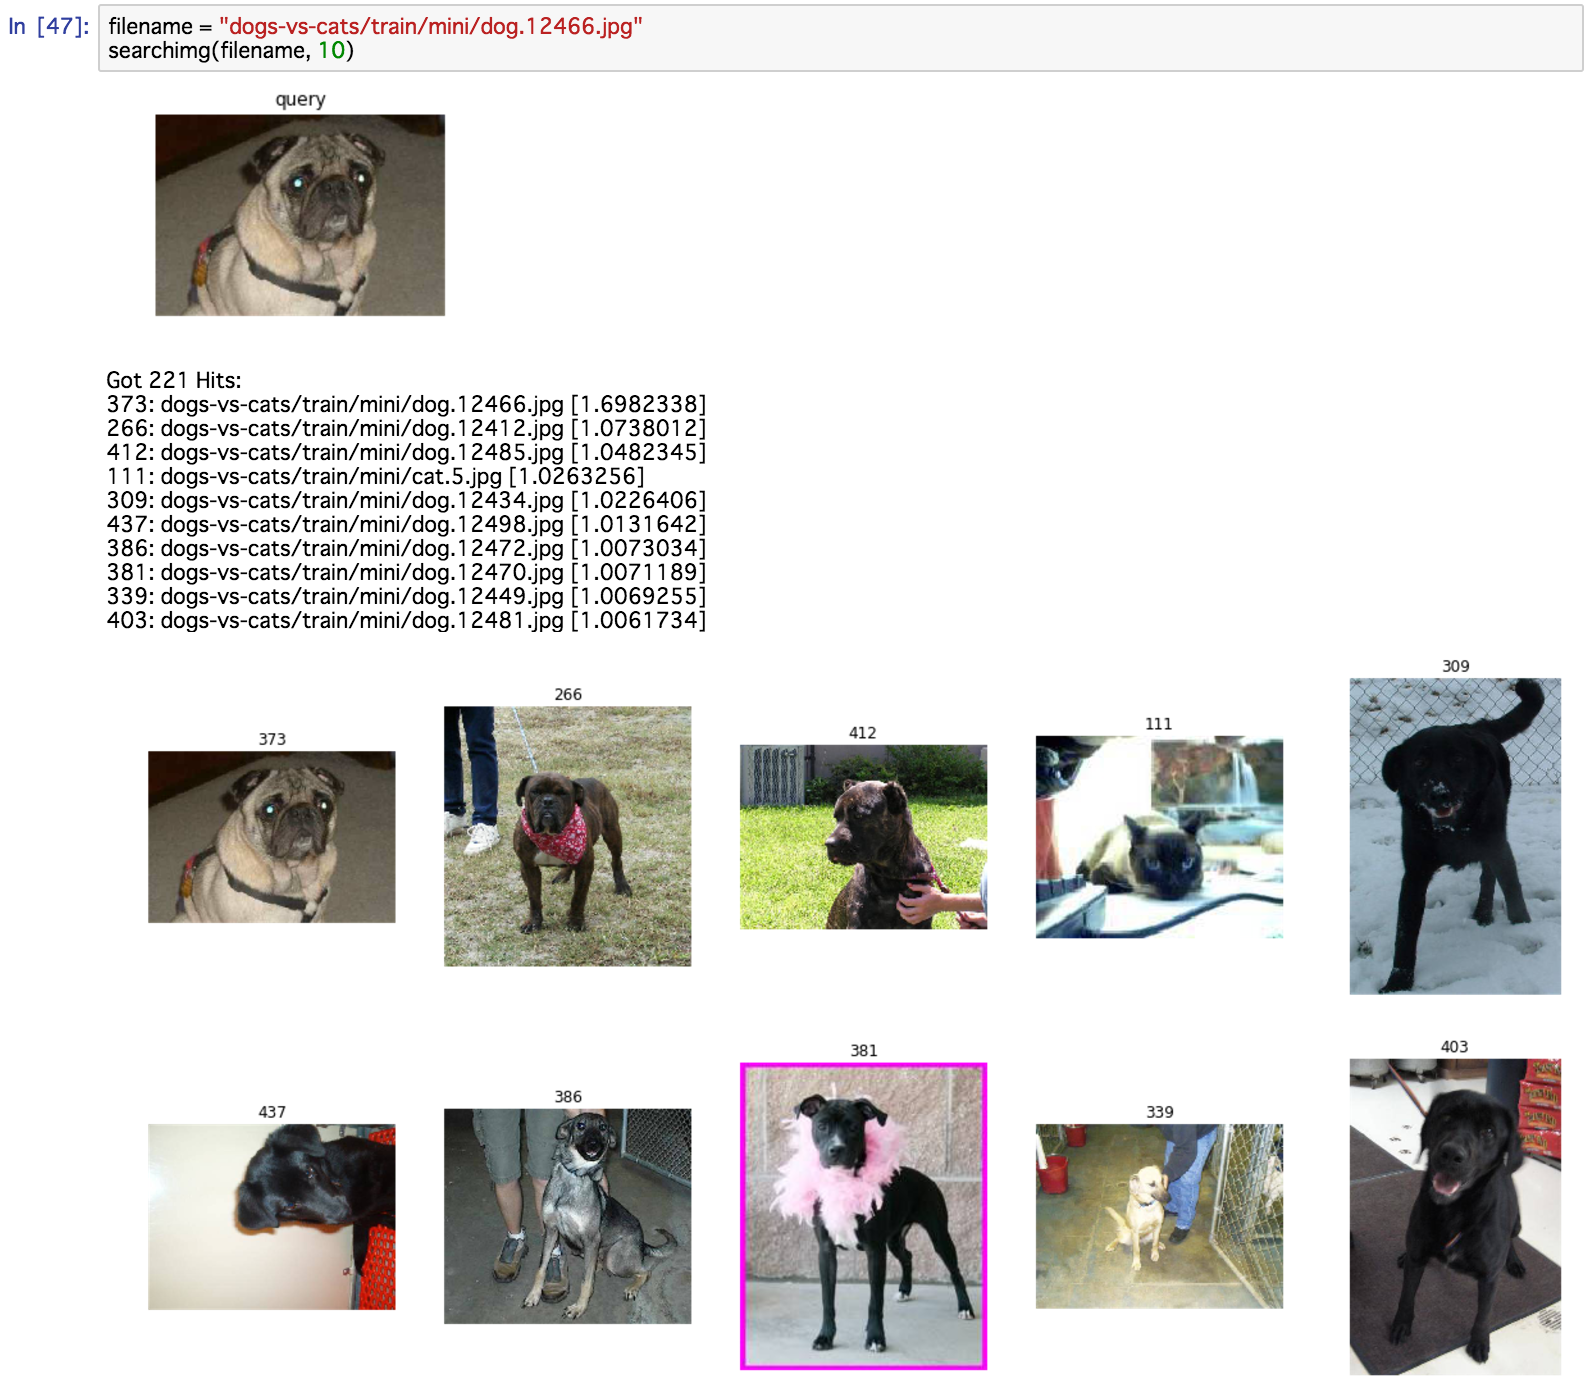 In [47]:
filename = "dogs-vs-cats/train/mini/dog.12466.jpg"
searchimg(filename, 10)
query
Got 221 Hits:
373: dogs-vs-cats/train/mini/dog.12466.jpg [1.6982338]
266: dogs-vs-cats/train/mini/dog.12412.jpg [1.0738012]
412: dogs-vs-cats/train/mini/dog.12485.jpg [1.0482345]
111: dogs-vs-cats/train/mini/cat.5.jpg [1.0263256]
309: dogs-vs-cats/train/mini/dog.12434.jpg [1.0226406]
437: dogs-vs-cats/train/mini/dog.12498.jpg [1.0131642]
386: dogs-vs-cats/train/mini/dog.12472.jpg [1.0073034]
381: dogs-vs-cats/train/mini/dog.12470.jpg [1.0071189]
339: dogs-vs-cats/train/mini/dog.12449.jpg [1.0069255]
403: dogs-vs-cats/train/mini/dog.12481.jpg [1.0061734]
373
266
412
111
309
437
386
381
339
403